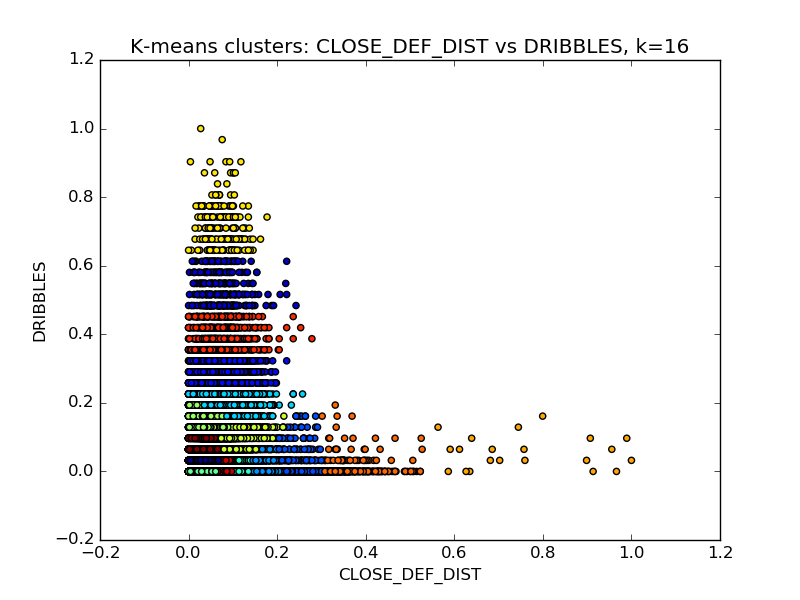 K-means clusters: CLOSE_DEF_DIST vs DRIBBLES, k=16
1.2
1.0
0.8
0.6
0.4
0.2
0.0
−0.2
DRIBBLES
−0.2 0.0 0.2 0.4 0.6 0.8 1.0 1.2
CLOSE_DEF_DIST